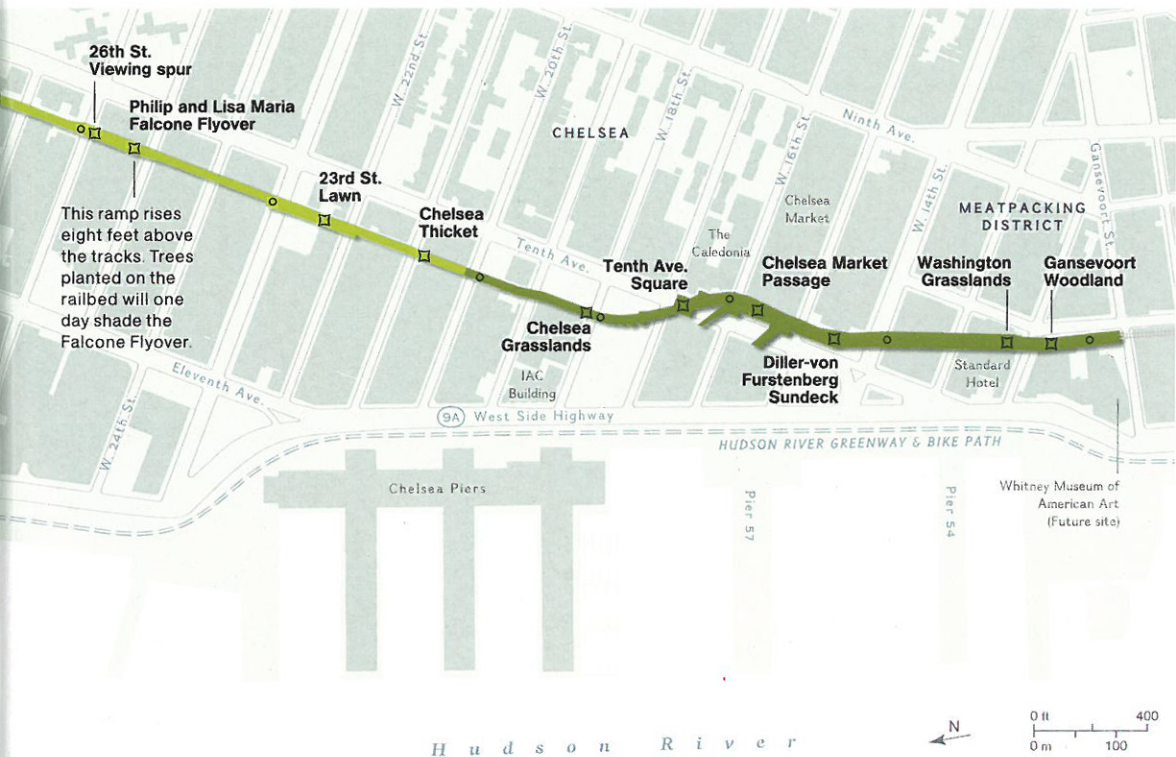 26th St.
Viewing spur
Philip and Lisa Maria
Falcone Flyover
This ramp rises
eight feet above
the tracks. Trees
planted on the
railbed will one
day shade the
Falcone Flyover.
23rd St.
Lawn
Chelsea
Thicket
W. 22nd St.
W. 20th St.
CHELSEA
W. 18th St.
W. 16th St.
Ninth Ave.
Chelsea
Market
W. 14th St.
Gansevoort St.
MEATPACKING
DISTRICT
Tenth Ave.
The
Caledonia
Tenth Ave.
Square
Chelsea Market
Passage
Washington
Grasslands
Gansevoort
Woodland
Chelsea
Grasslands
Diller-von
Furstenberg
Sundeck
Standard
Hotel
IAC
Building
Eleventh Ave.
W. 24th St.
9A West Side Highway
HUDSON RIVER GREENWAY & BIKE PATH
Chelsea Piers
Pier 57
Pier 54
Whitney Museum of
American Art
(Future site)
Hudson River
N
0 ft 400
0 m 100